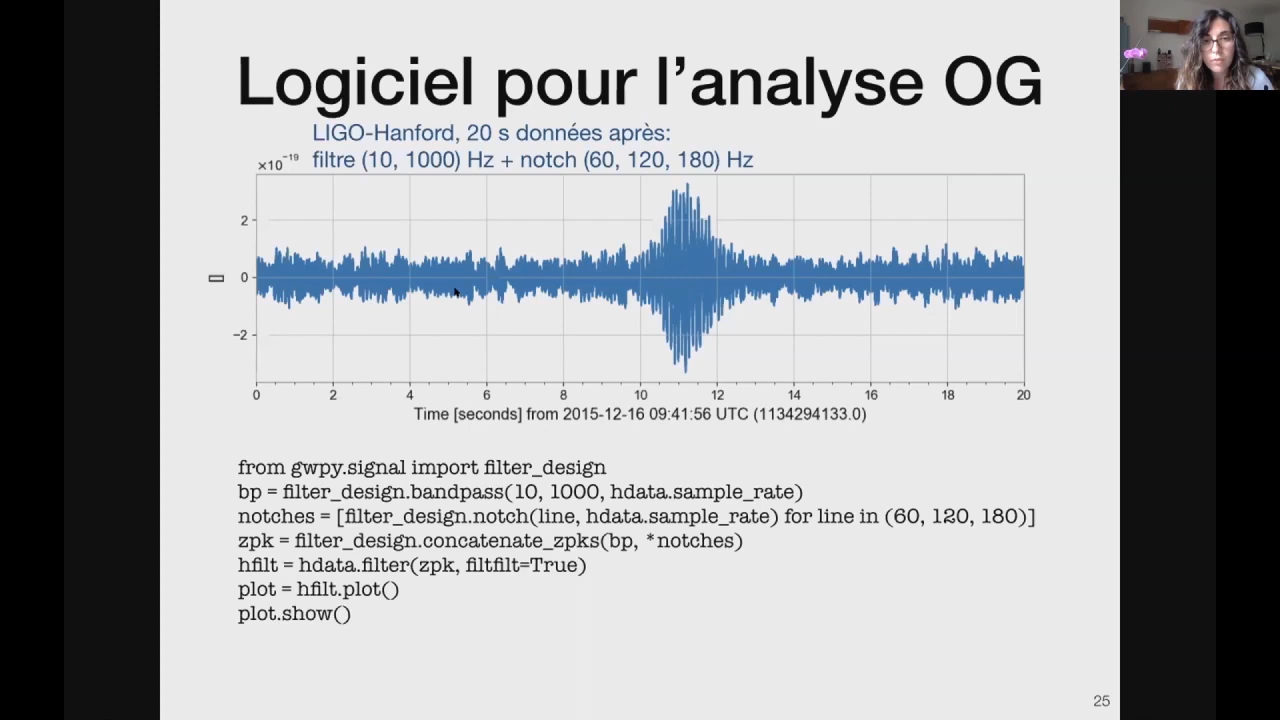 Logiciel pour l’analyse OG
LIGO-Hanford, 20 s données après:
filtre (10, 1000) Hz + notch (60, 120, 180) Hz
×10⁻¹⁹
2
0
−2
0 2 4 6 8 10 12 14 16 18 20
Time [seconds] from 2015-12-16 09:41:56 UTC (1134294133.0)
from gwpy.signal import filter_design
bp = filter_design.bandpass(10, 1000, hdata.sample_rate)
notches = [filter_design.notch(line, hdata.sample_rate) for line in (60, 120, 180)]
zpk = filter_design.concatenate_zpks(bp, *notches)
hfilt = hdata.filter(zpk, filtfilt=True)
plot = hfilt.plot()
plot.show()
25